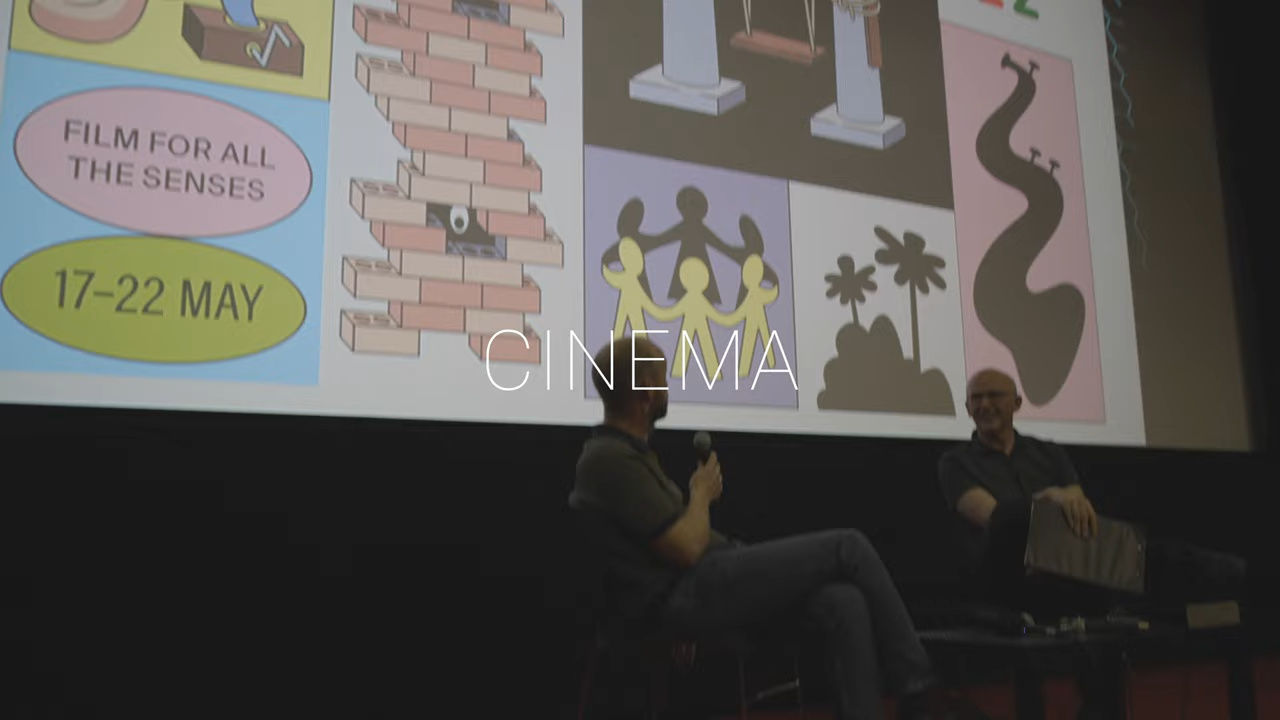 FILM FOR ALL
THE SENSES
17–22 MAY
CINEMA